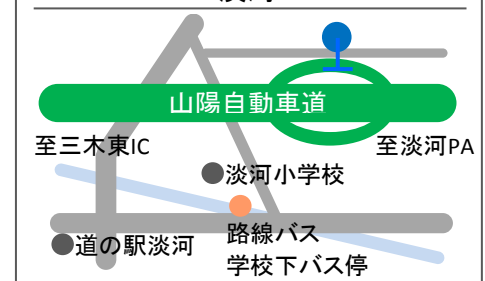 山陽自動車道
至三木東IC
至淡河PA
●淡河小学校
●道の駅淡河
路線バス
学校下バス停